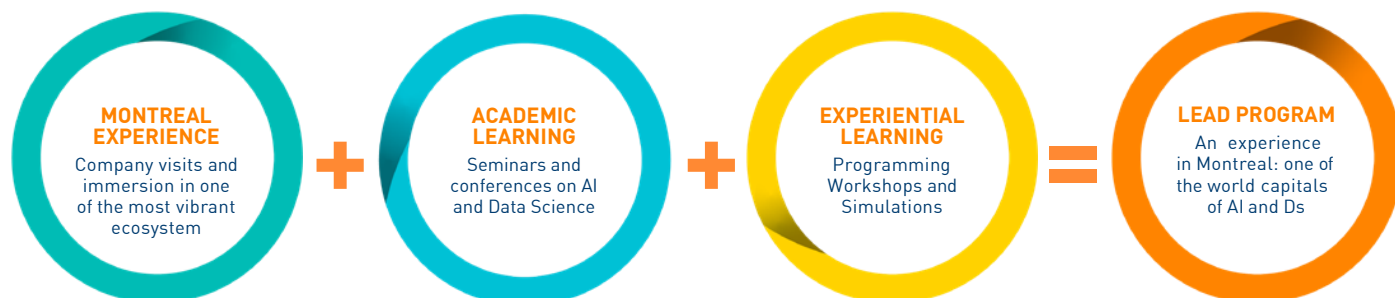 MONTREAL
EXPERIENCE
Company visits and
immersion in one
of the most vibrant
ecosystem
+
ACADEMIC
LEARNING
Seminars and
conferences on AI
and Data Science
+
EXPERIENTIAL
LEARNING
Programming
Workshops and
Simulations
=
LEAD PROGRAM
An experience
in Montreal: one of
the world capitals
of AI and Ds